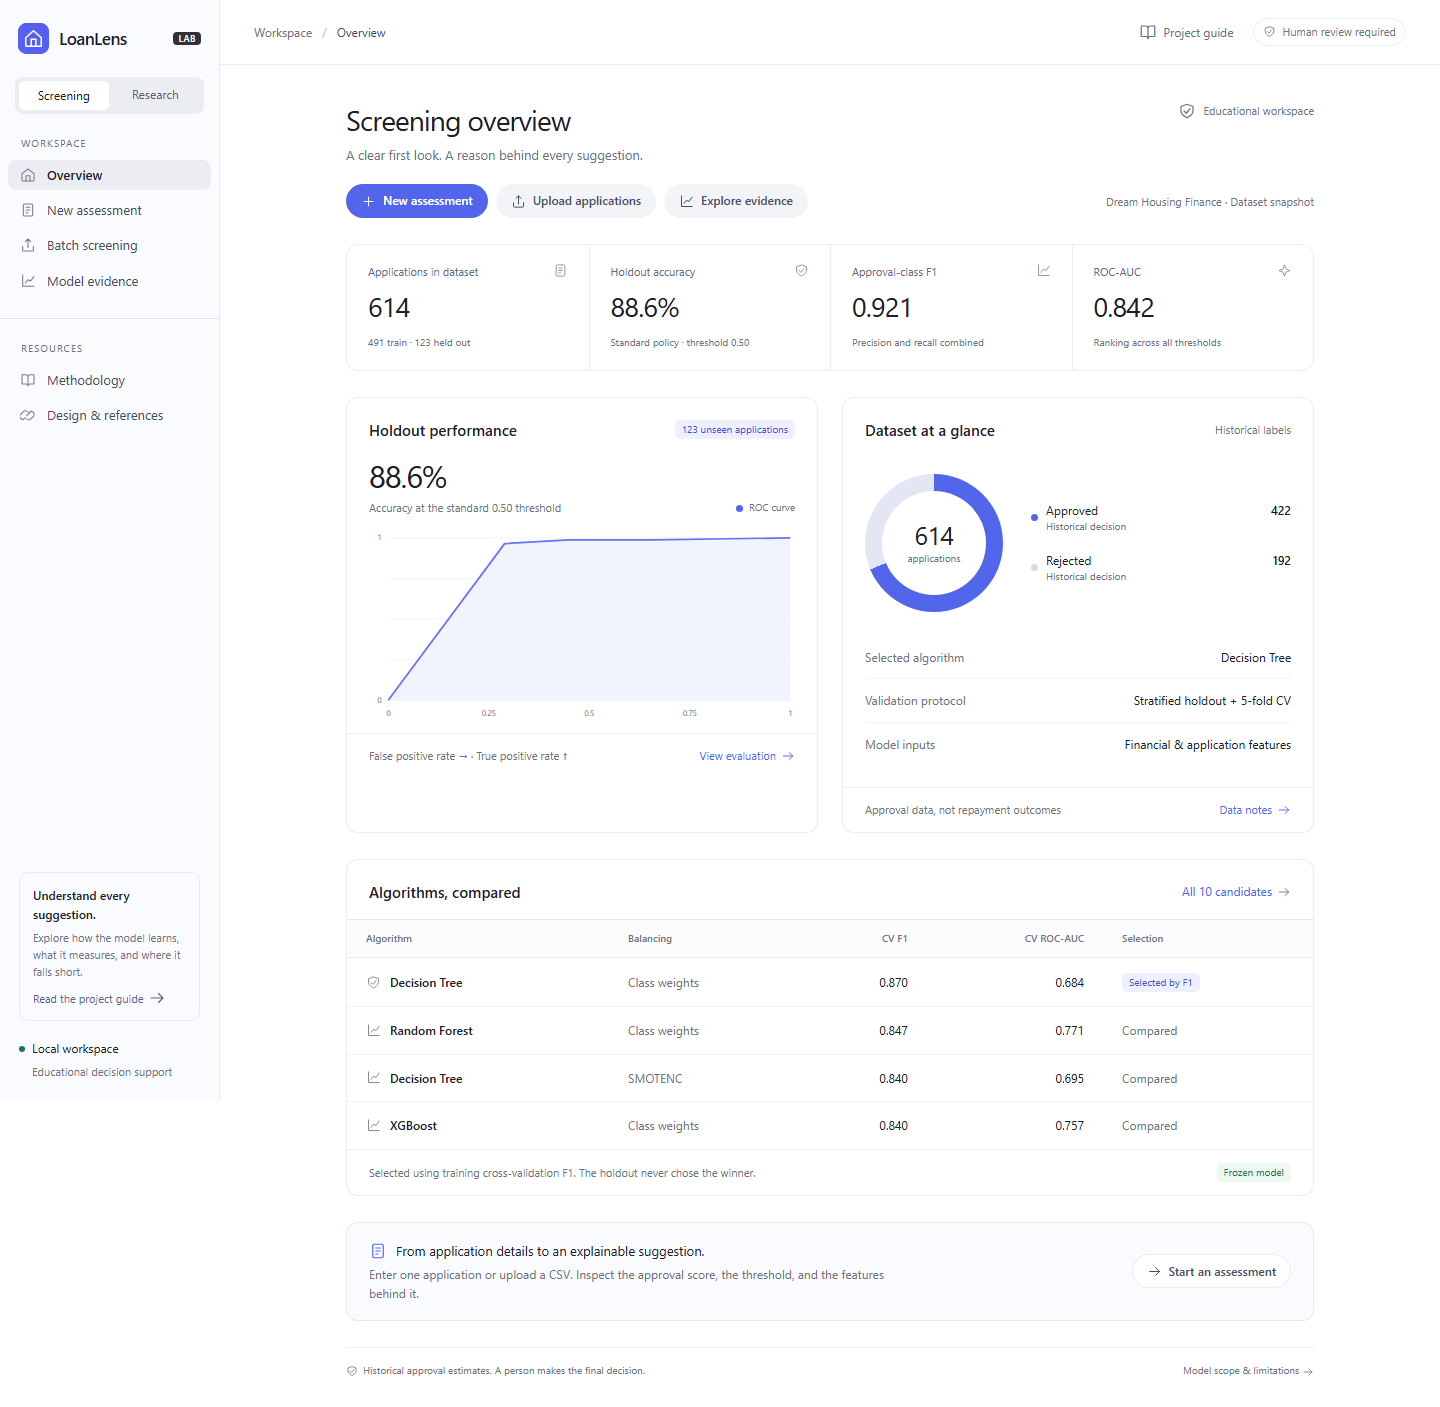 LoanLens
LAB
Screening
Research
WORKSPACE
Overview
New assessment
Batch screening
Model evidence
RESOURCES
Methodology
Design & references
Understand every
suggestion.
Explore how the model learns,
what it measures, and where it
falls short.
Read the project guide →
Local workspace
Educational decision support
Workspace / Overview
Project guide
Human review required
Screening overview
Educational workspace
A clear first look. A reason behind every suggestion.
+ New assessment
Upload applications
Explore evidence
Dream Housing Finance · Dataset snapshot
Applications in dataset
614
491 train · 123 held out
Holdout accuracy
88.6%
Standard policy · threshold 0.50
Approval-class F1
0.921
Precision and recall combined
ROC-AUC
0.842
Ranking across all thresholds
Holdout performance
123 unseen applications
88.6%
Accuracy at the standard 0.50 threshold
ROC curve
1
0
0 0.25 0.5 0.75 1
False positive rate → · True positive rate ↑
View evaluation →
Dataset at a glance
Historical labels
614
applications
Approved 422
Historical decision
Rejected 192
Historical decision
Selected algorithm Decision Tree
Validation protocol Stratified holdout + 5-fold CV
Model inputs Financial & application features
Approval data, not repayment outcomes
Data notes →
Algorithms, compared
All 10 candidates →
Algorithm Balancing CV F1 CV ROC-AUC Selection
Decision Tree Class weights 0.870 0.684 Selected by F1
Random Forest Class weights 0.847 0.771 Compared
Decision Tree SMOTENC 0.840 0.695 Compared
XGBoost Class weights 0.840 0.757 Compared
Selected using training cross-validation F1. The holdout never chose the winner.
Frozen model
From application details to an explainable suggestion.
Enter one application or upload a CSV. Inspect the approval score, the threshold, and the features
behind it.
→ Start an assessment
Historical approval estimates. A person makes the final decision.
Model scope & limitations →